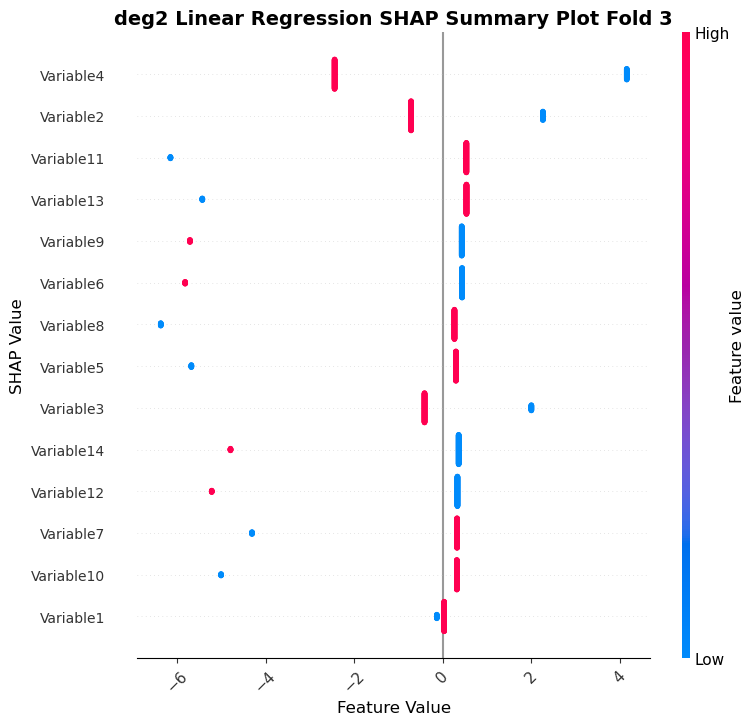 deg2 Linear Regression SHAP Summary Plot Fold 3
High
Variable4
Variable2
Variable11
Variable13
Variable9
Variable6
Variable8
Variable5
Variable3
Variable14
Variable12
Variable7
Variable10
Variable1
SHAP Value
Feature value
Low
−6
−4
−2
0
2
4
Feature Value